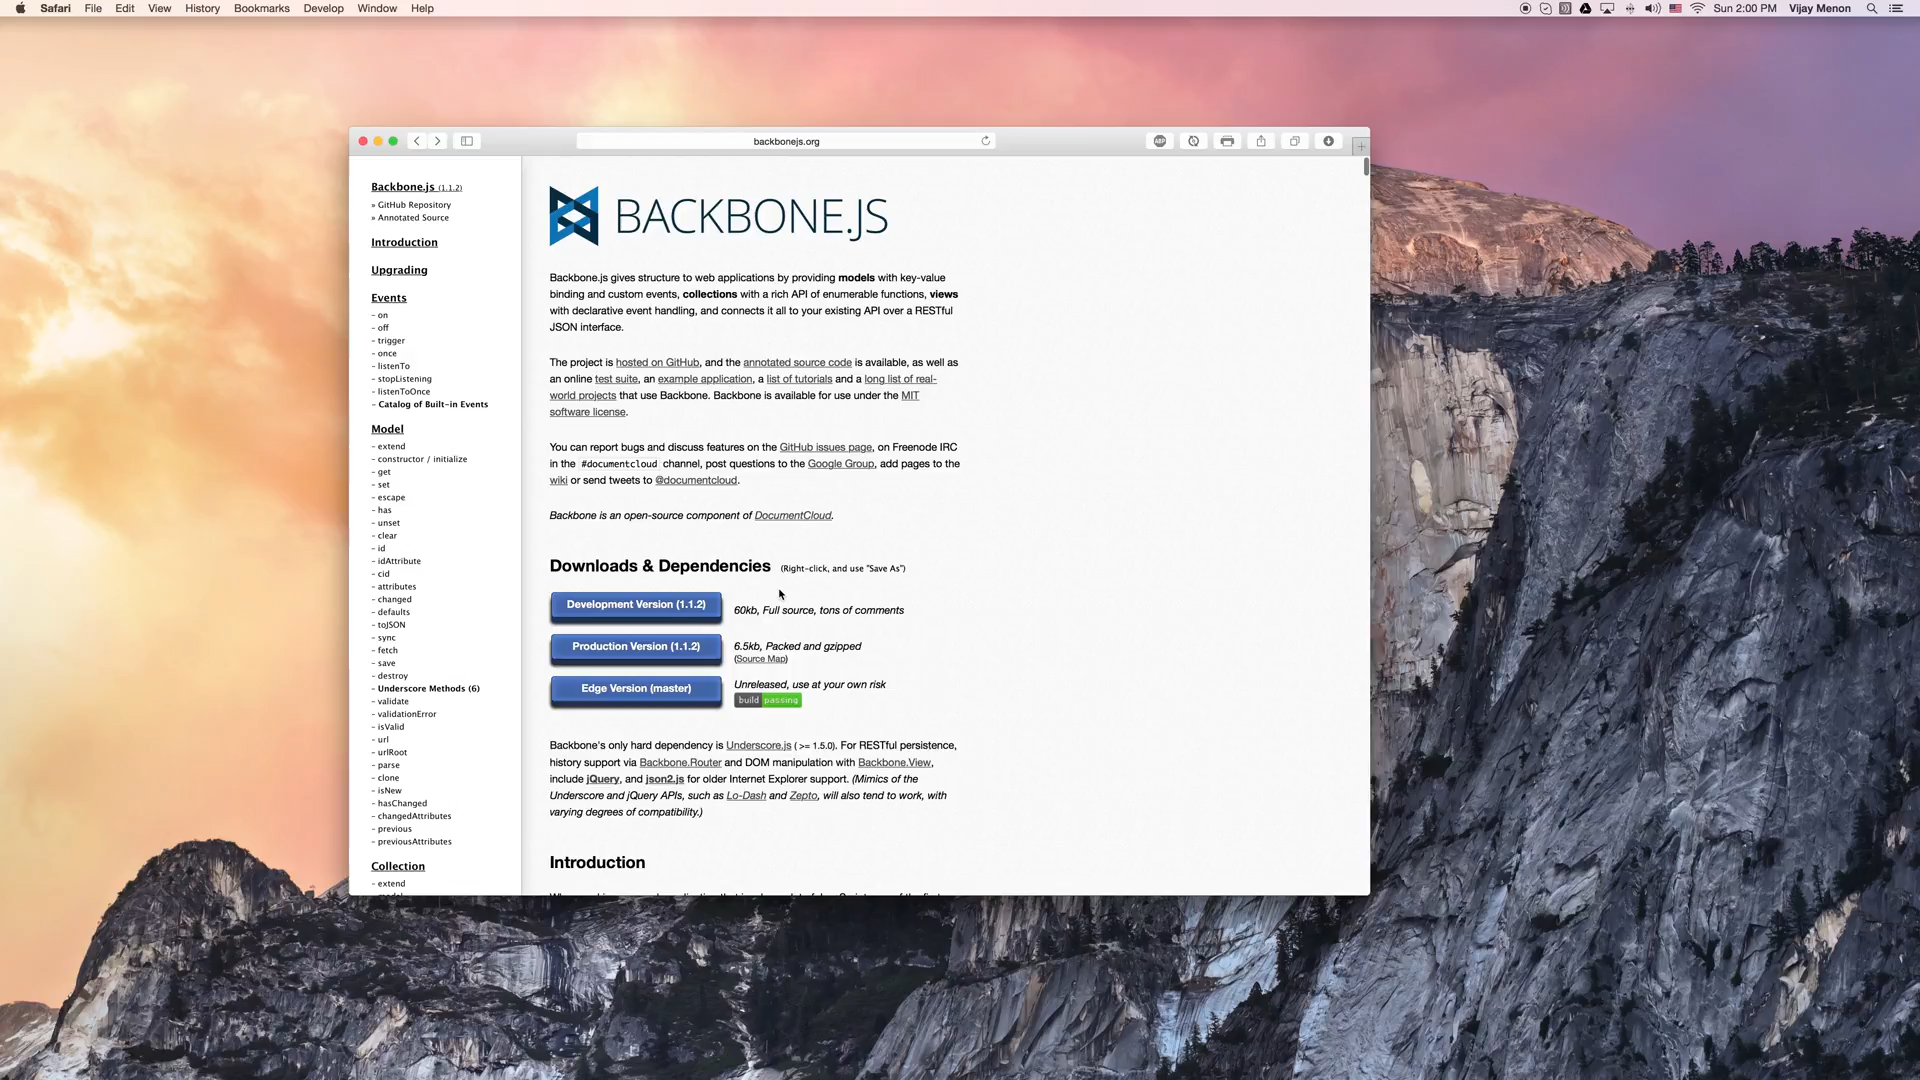 Safari File Edit View History Bookmarks Develop Window Help
Sun 2:00 PM Vijay Menon
backbonejs.org
ABP
Backbone.js (1.1.2)
» GitHub Repository
» Annotated Source
Introduction
Upgrading
Events
- on
- off
- trigger
- once
- listenTo
- stopListening
- listenToOnce
- Catalog of Built-in Events
Model
- extend
- constructor / initialize
- get
- set
- escape
- has
- unset
- clear
- id
- idAttribute
- cid
- attributes
- changed
- defaults
- toJSON
- sync
- fetch
- save
- destroy
- Underscore Methods (6)
- validate
- validationError
- isValid
- url
- urlRoot
- parse
- clone
- isNew
- hasChanged
- changedAttributes
- previous
- previousAttributes
Collection
- extend
BACKBONE.JS
Backbone.js gives structure to web applications by providing models with key-value
binding and custom events, collections with a rich API of enumerable functions, views
with declarative event handling, and connects it all to your existing API over a RESTful
JSON interface.
The project is hosted on GitHub, and the annotated source code is available, as well as
an online test suite, an example application, a list of tutorials and a long list of real-
world projects that use Backbone. Backbone is available for use under the MIT
software license.
You can report bugs and discuss features on the GitHub issues page, on Freenode IRC
in the #documentcloud channel, post questions to the Google Group, add pages to the
wiki or send tweets to @documentcloud.
Backbone is an open-source component of DocumentCloud.
Downloads & Dependencies (Right-click, and use "Save As")
Development Version (1.1.2) 60kb, Full source, tons of comments
Production Version (1.1.2) 6.5kb, Packed and gzipped
(Source Map)
Edge Version (master) Unreleased, use at your own risk
build passing
Backbone's only hard dependency is Underscore.js ( >= 1.5.0). For RESTful persistence,
history support via Backbone.Router and DOM manipulation with Backbone.View,
include jQuery, and json2.js for older Internet Explorer support. (Mimics of the
Underscore and jQuery APIs, such as Lo-Dash and Zepto, will also tend to work, with
varying degrees of compatibility.)
Introduction